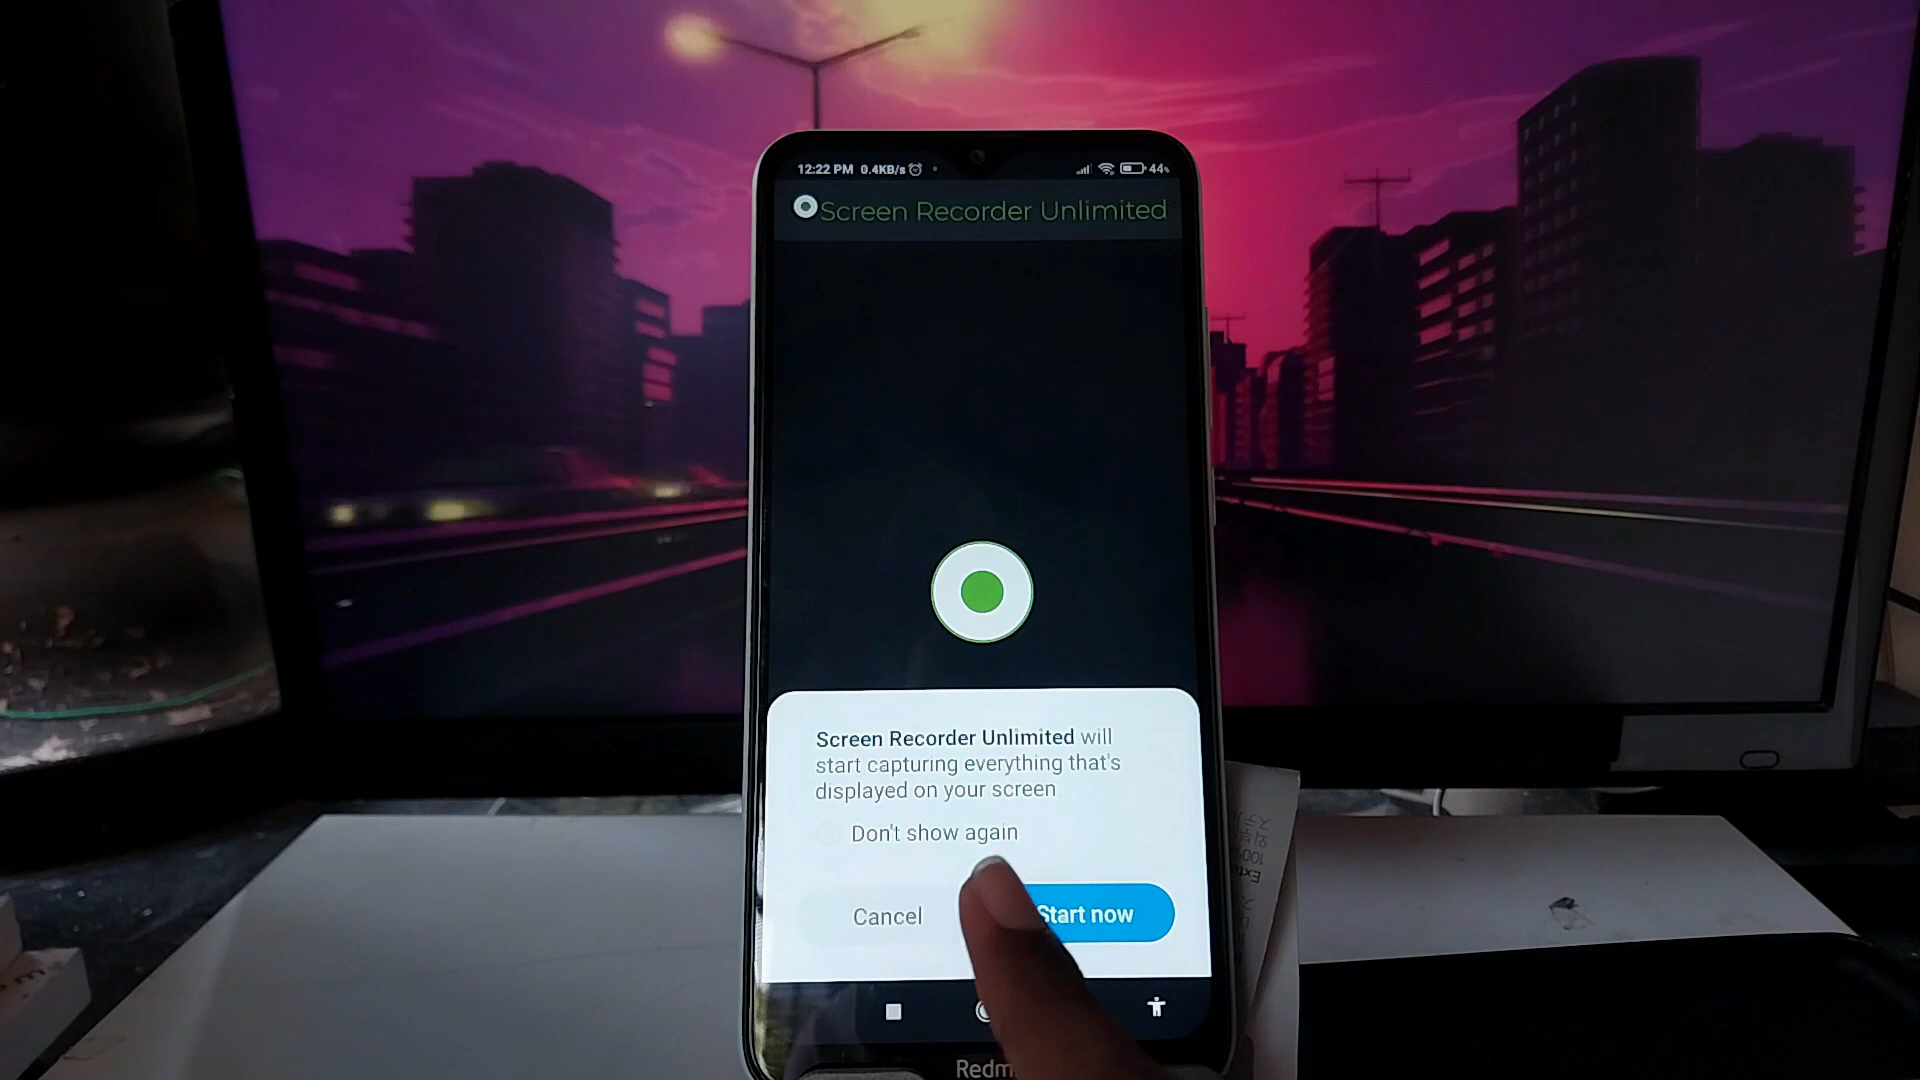 12:22 PM 0.4KB/s
44%
Screen Recorder Unlimited
Screen Recorder Unlimited will
start capturing everything that's
displayed on your screen
Don't show again
Cancel
Start now